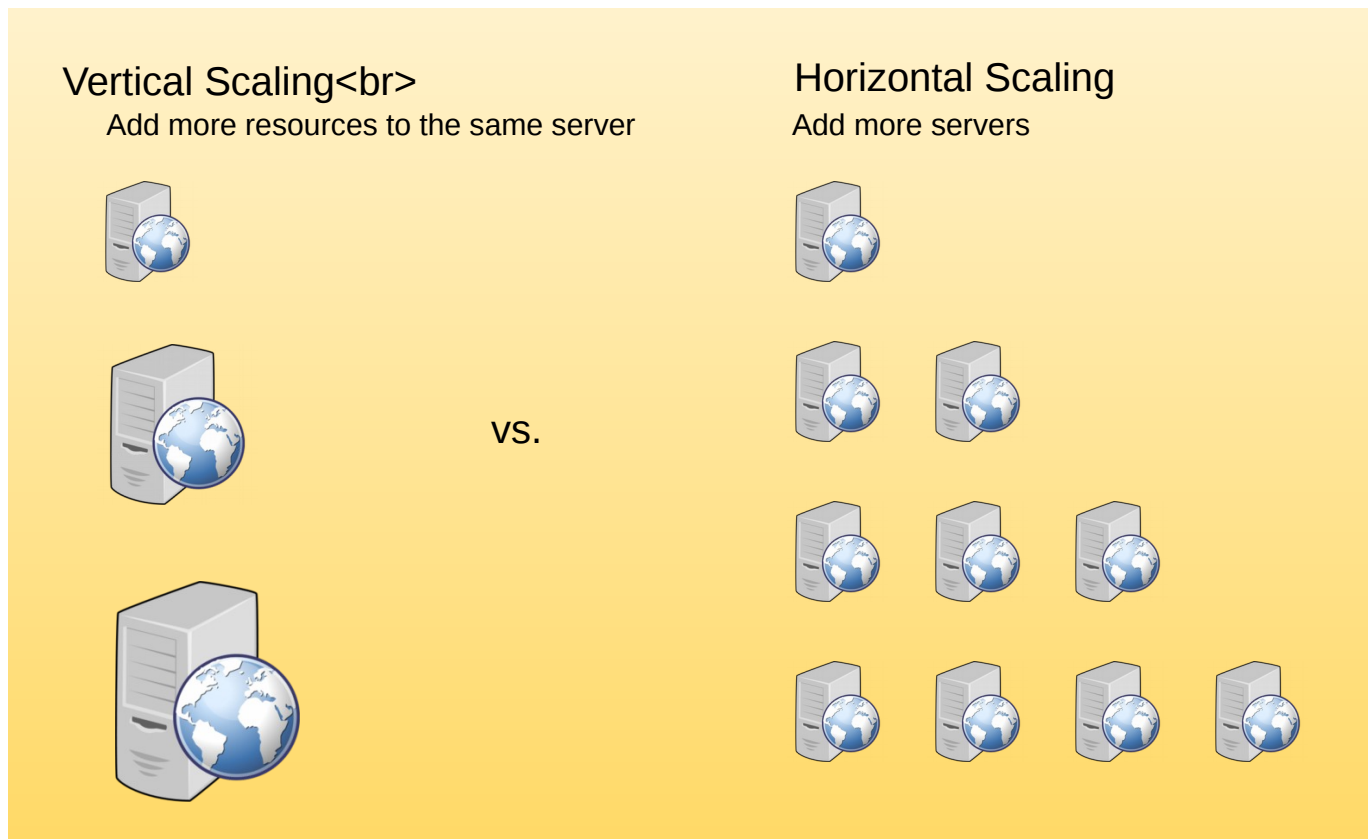 Vertical Scaling<br>
Add more resources to the same server
vs.
Horizontal Scaling
Add more servers